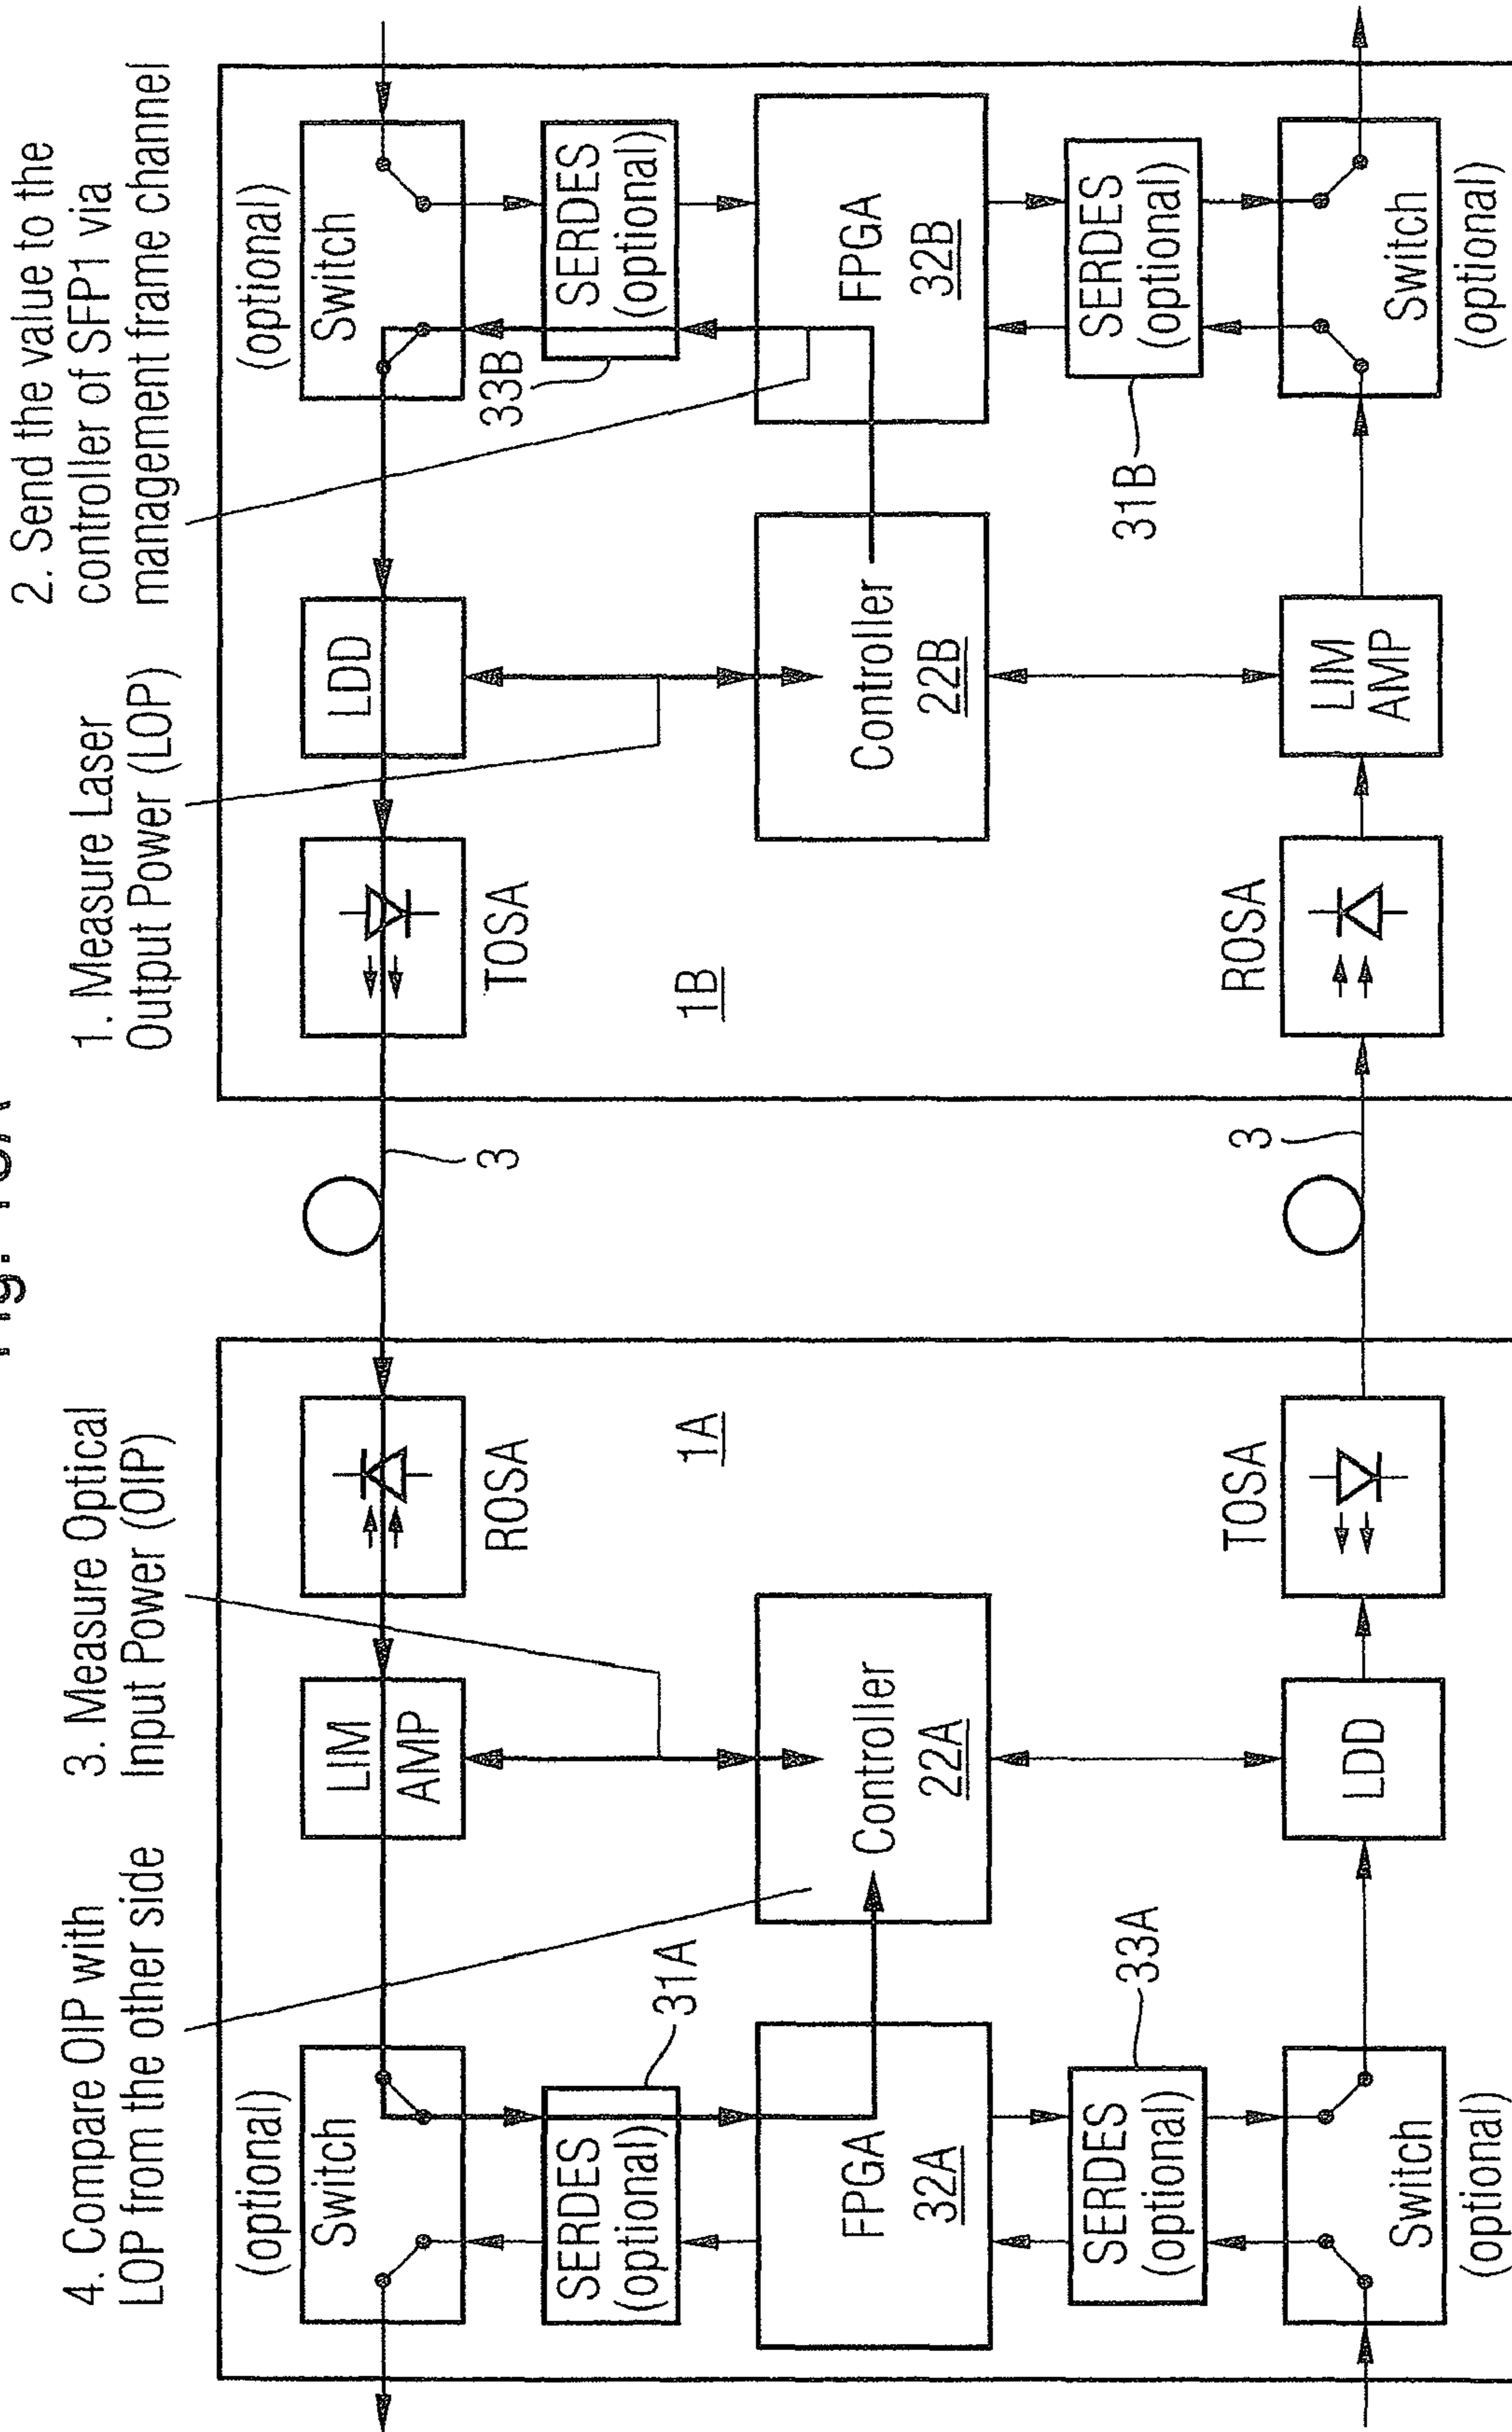 4. Compare OIP with
LOP from the other side
3. Measure Optical
Input Power (OIP)
1. Measure Laser
Output Power (LOP)
2. Send the value to the
controller of SFP1 via
management frame channel
(optional)
Switch
LIM
AMP
ROSA
3
TOSA
LDD
(optional)
Switch
SERDES
(optional)
31A
1A
1B
33B
SERDES
(optional)
FPGA
32A
Controller
22A
Controller
22B
FPGA
32B
SERDES
(optional)
33A
31B
SERDES
(optional)
Switch
(optional)
LDD
TOSA
3
ROSA
LIM
AMP
Switch
(optional)